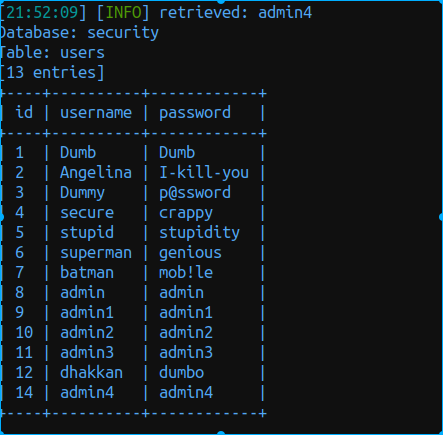 [21:52:09] [INFO] retrieved: admin4
Database: security
Table: users
[13 entries]
+----+----------+------------+
| id | username | password   |
+----+----------+------------+
| 1  | Dumb     | Dumb       |
| 2  | Angelina | I-kill-you |
| 3  | Dummy    | p@ssword   |
| 4  | secure   | crappy     |
| 5  | stupid   | stupidity  |
| 6  | superman | genious    |
| 7  | batman   | mob!le     |
| 8  | admin    | admin      |
| 9  | admin1   | admin1     |
| 10 | admin2   | admin2     |
| 11 | admin3   | admin3     |
| 12 | dhakkan  | dumbo      |
| 14 | admin4   | admin4     |
+----+----------+------------+